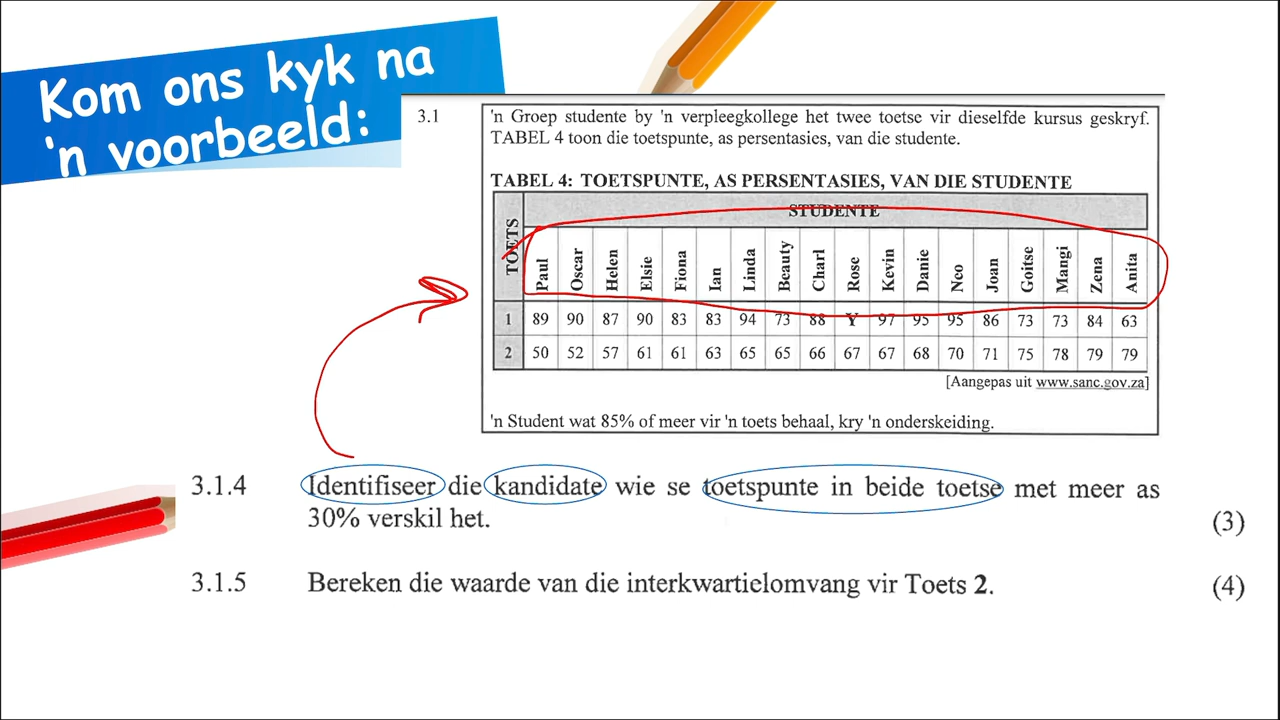 Kom ons kyk na
'n voorbeeld:
3.1
'n Groep studente by 'n verpleegkollege het twee toetse vir dieselfde kursus geskryf.
TABEL 4 toon die toetspunte, as persentasies, van die studente.
TABEL 4: TOETSPUNTE, AS PERSENTASIES, VAN DIE STUDENTE
TOETS
STUDENTE
Paul Oscar Helen Elsie Fiona Ian Linda Beauty Charl Rose Kevin Danie Neo Joan Goitse Mangi Zena Anita
1 89 90 87 90 83 83 94 73 88 Y 97 95 95 86 73 73 84 63
2 50 52 57 61 61 63 65 65 66 67 67 68 70 71 75 78 79 79
[Aangepas uit www.sanc.gov.za]
'n Student wat 85% of meer vir 'n toets behaal, kry 'n onderskeiding.
3.1.4 Identifiseer die kandidate wie se toetspunte in beide toetse met meer as
30% verskil het. (3)
3.1.5 Bereken die waarde van die interkwartielomvang vir Toets 2. (4)